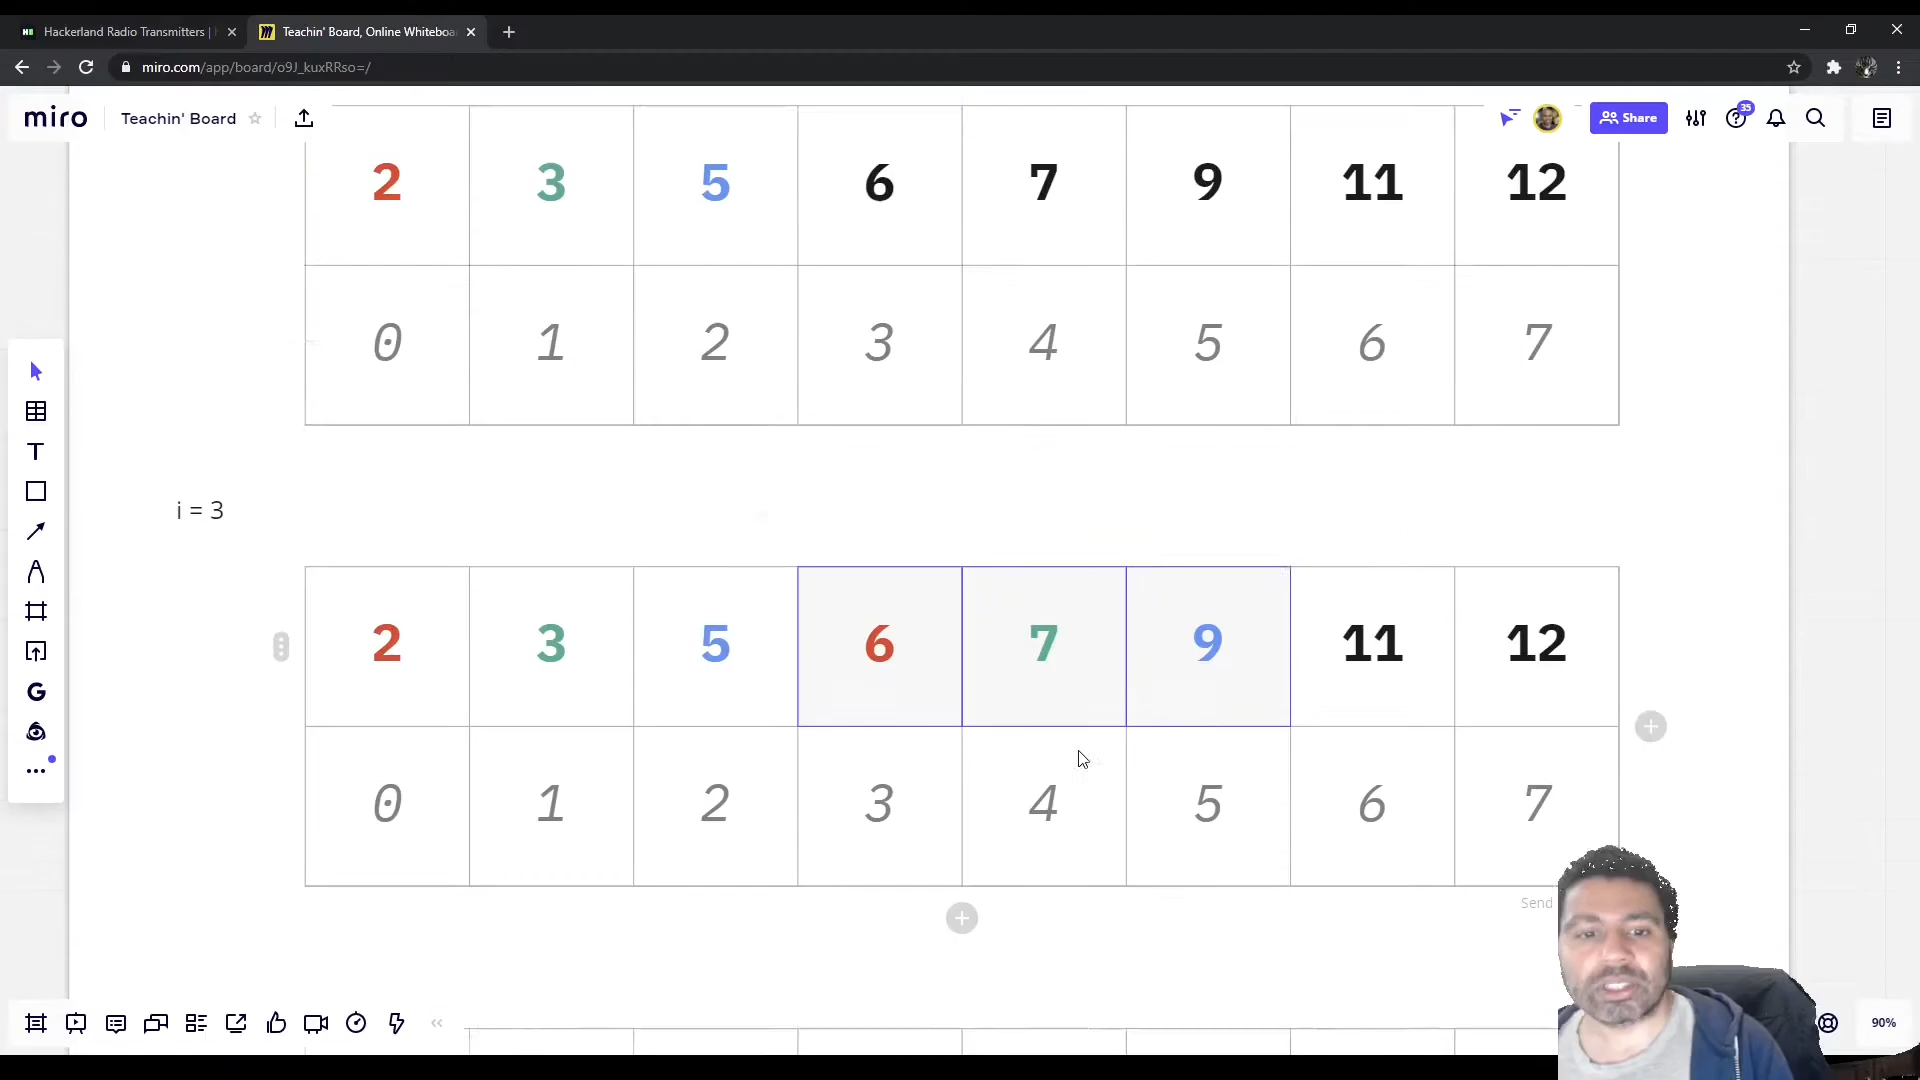 Hackerland Radio Transmitters |
Teachin' Board, Online Whiteboa
miro.com/app/board/o9J_kuxRRso=/
miro
Teachin' Board
Share
35
2 3 5 6 7 9 11 12
0 1 2 3 4 5 6 7
i = 3
2 3 5 6 7 9 11 12
0 1 2 3 4 5 6 7
Send
90%